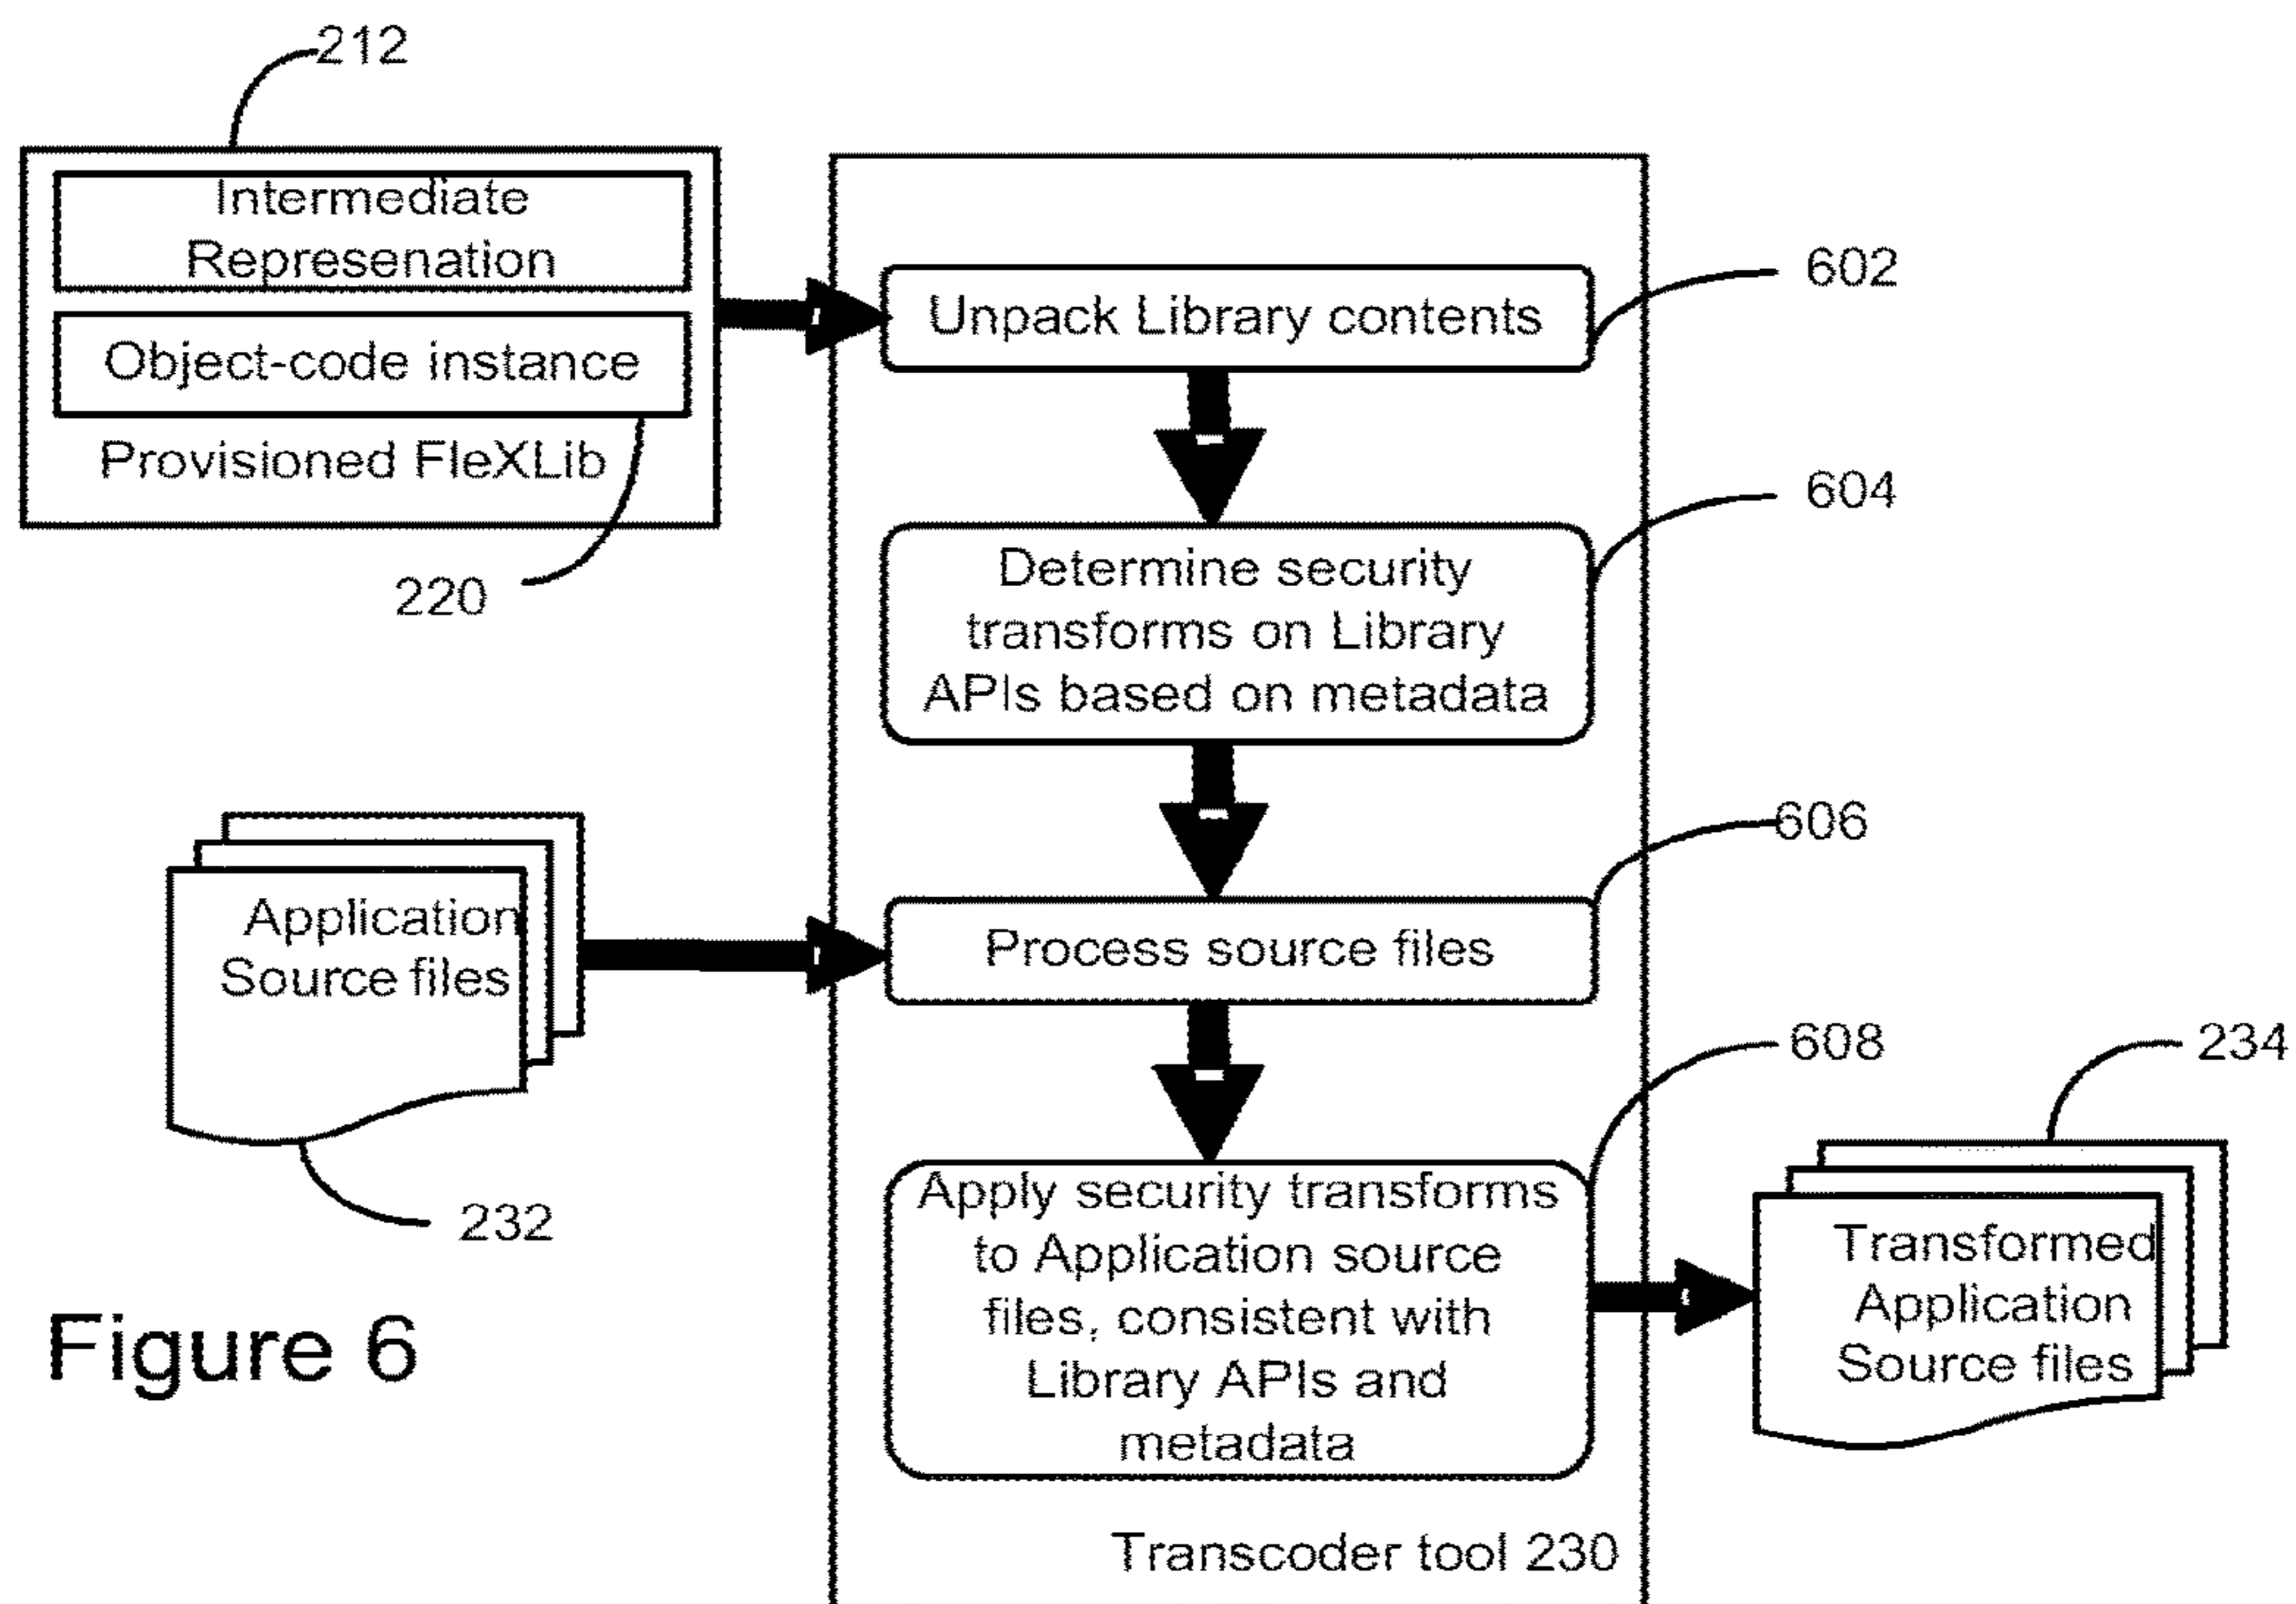 212
Intermediate
Represenation
Object-code instance
Provisioned FleXLib
220
Unpack Library contents
602
Determine security
transforms on Library
APIs based on metadata
604
Application
Source files
232
Process source files
606
Apply security transforms
to Application source
files, consistent with
Library APIs and
metadata
608
Transcoder tool 230
234
Transformed
Application
Source files
Figure 6